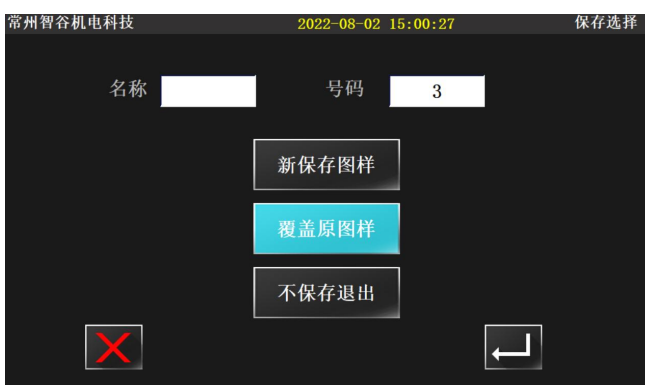 常州智谷机电科技 2022-08-02 15:00:27 保存选择
名称 号码 3
新保存图样
覆盖原图样
不保存退出